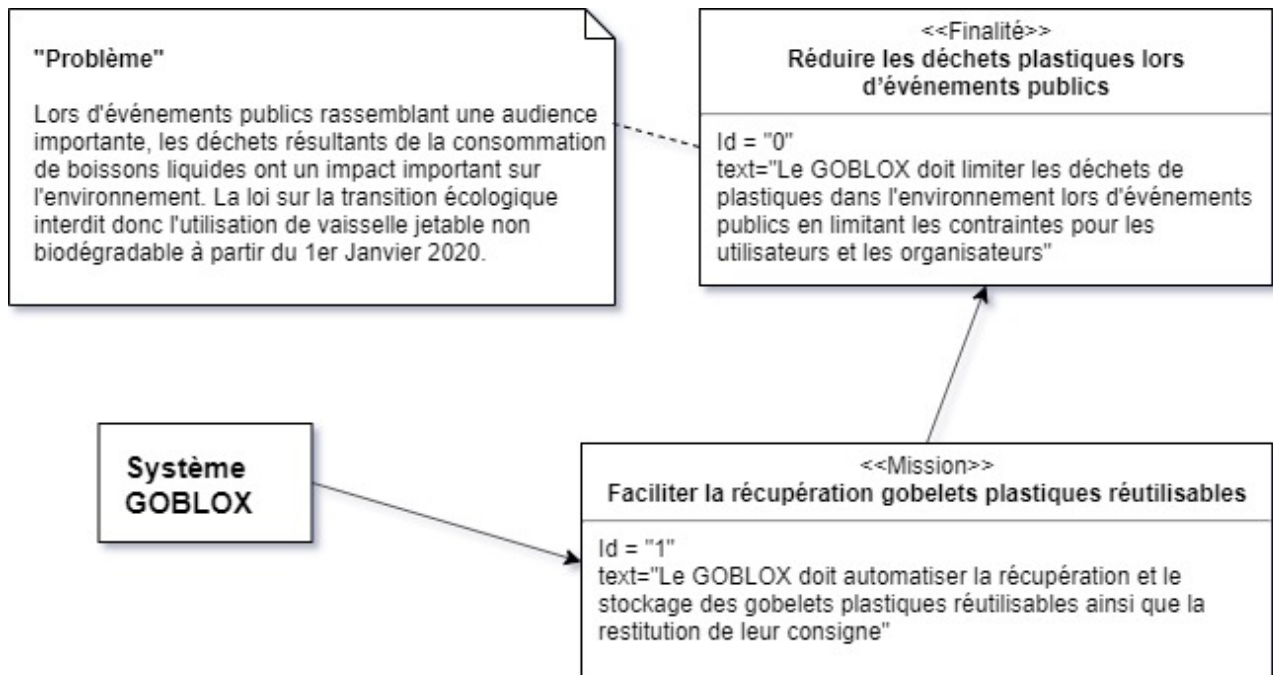 "Problème"
Lors d'événements publics rassemblant une audience
importante, les déchets résultants de la consommation
de boissons liquides ont un impact important sur
l'environnement. La loi sur la transition écologique
interdit donc l'utilisation de vaisselle jetable non
biodégradable à partir du 1er Janvier 2020.
<<Finalité>>
Réduire les déchets plastiques lors
d'événements publics
Id = "0"
text="Le GOBLOX doit limiter les déchets de
plastiques dans l'environnement lors d'événements
publics en limitant les contraintes pour les
utilisateurs et les organisateurs"
Système
GOBLOX
<<Mission>>
Faciliter la récupération gobelets plastiques réutilisables
Id = "1"
text="Le GOBLOX doit automatiser la récupération et le
stockage des gobelets plastiques réutilisables ainsi que la
restitution de leur consigne"